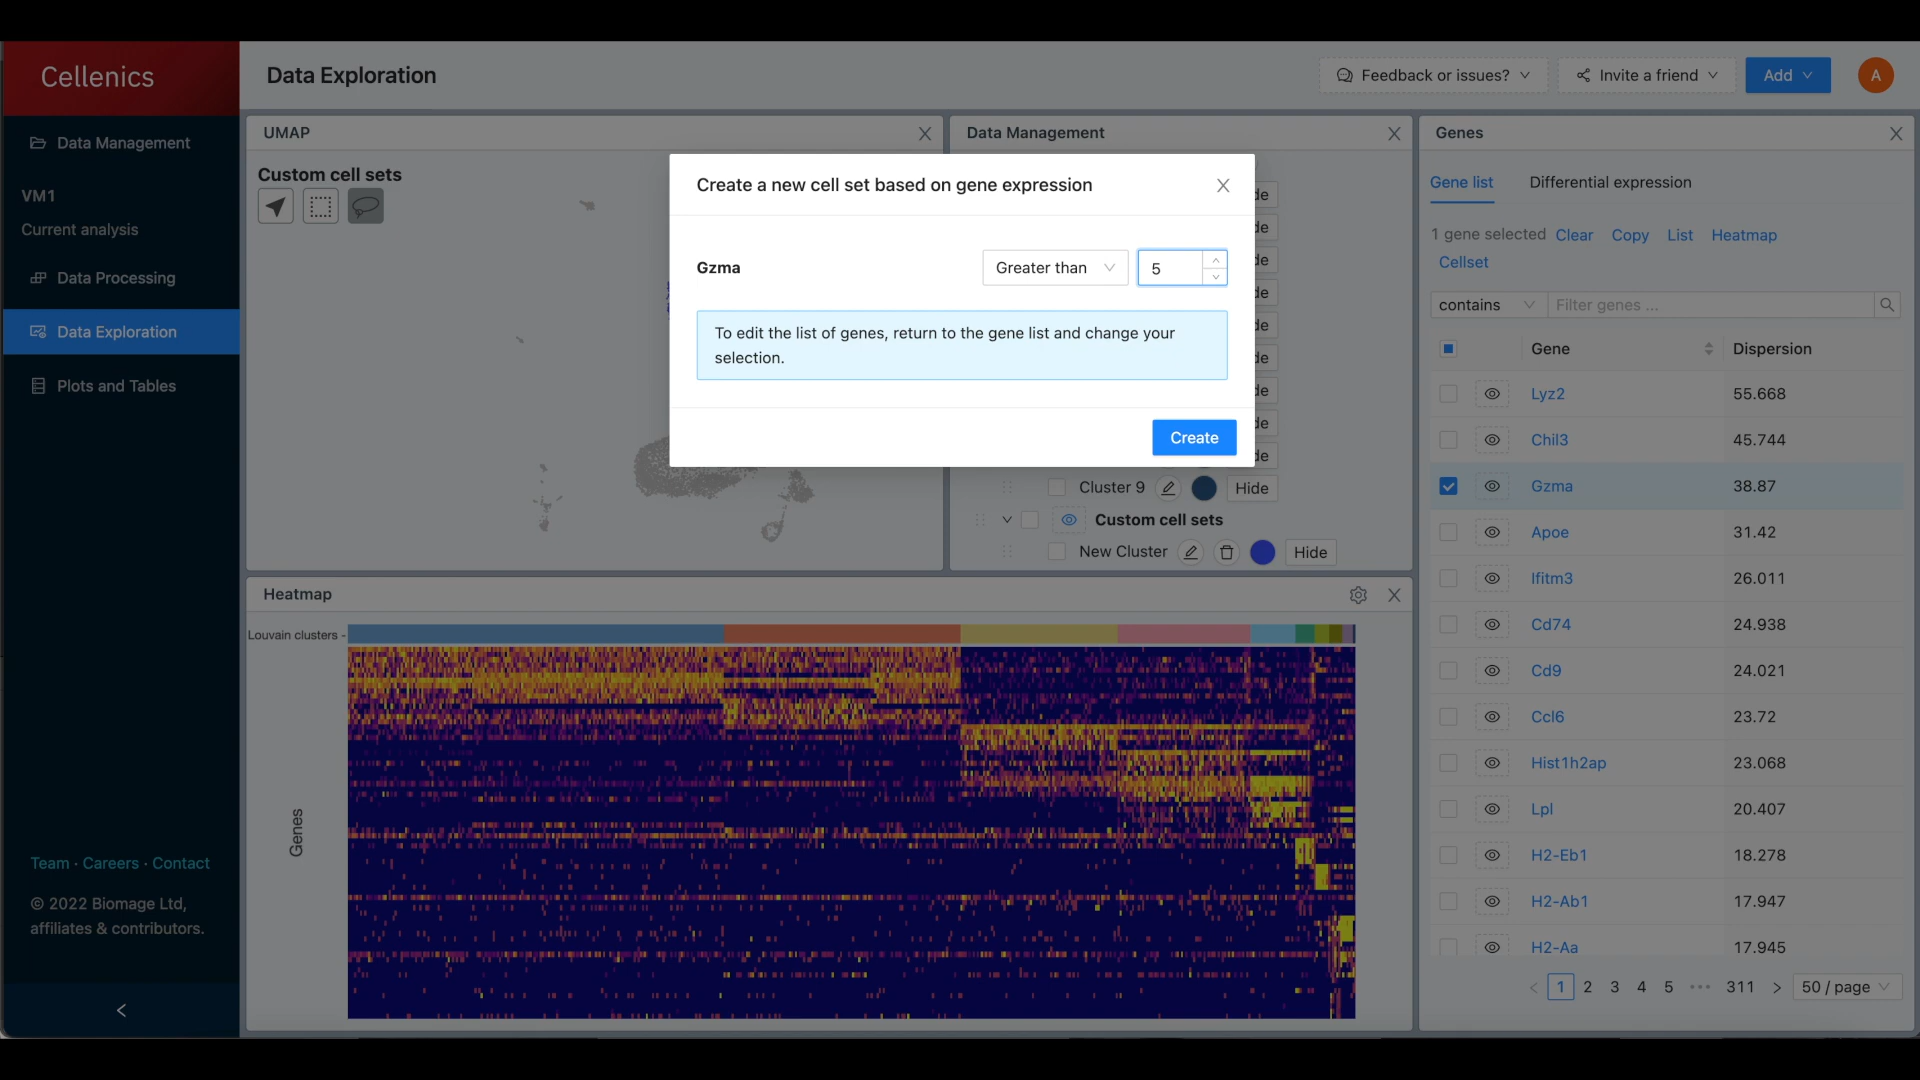 Cellenics
Data Exploration
Feedback or issues?
Invite a friend
Add
A
Data Management
VM1
Current analysis
Data Processing
Data Exploration
Plots and Tables
Team · Careers · Contact
© 2022 Biomage Ltd,
affiliates & contributors.
UMAP
Custom cell sets
Data Management
Create a new cell set based on gene expression
Gzma
Greater than
5
To edit the list of genes, return to the gene list and change your
selection.
Create
Cluster 9
Hide
Custom cell sets
New Cluster
Hide
Heatmap
Louvain clusters -
Genes
Genes
Gene list
Differential expression
1 gene selected Clear Copy List Heatmap
Cellset
contains
Filter genes ...
Gene Dispersion
Lyz2 55.668
Chil3 45.744
Gzma 38.87
Apoe 31.42
Ifitm3 26.011
Cd74 24.938
Cd9 24.021
Ccl6 23.72
Hist1h2ap 23.068
Lpl 20.407
H2-Eb1 18.278
H2-Ab1 17.947
H2-Aa 17.945
< 1 2 3 4 5 ••• 311 > 50 / page